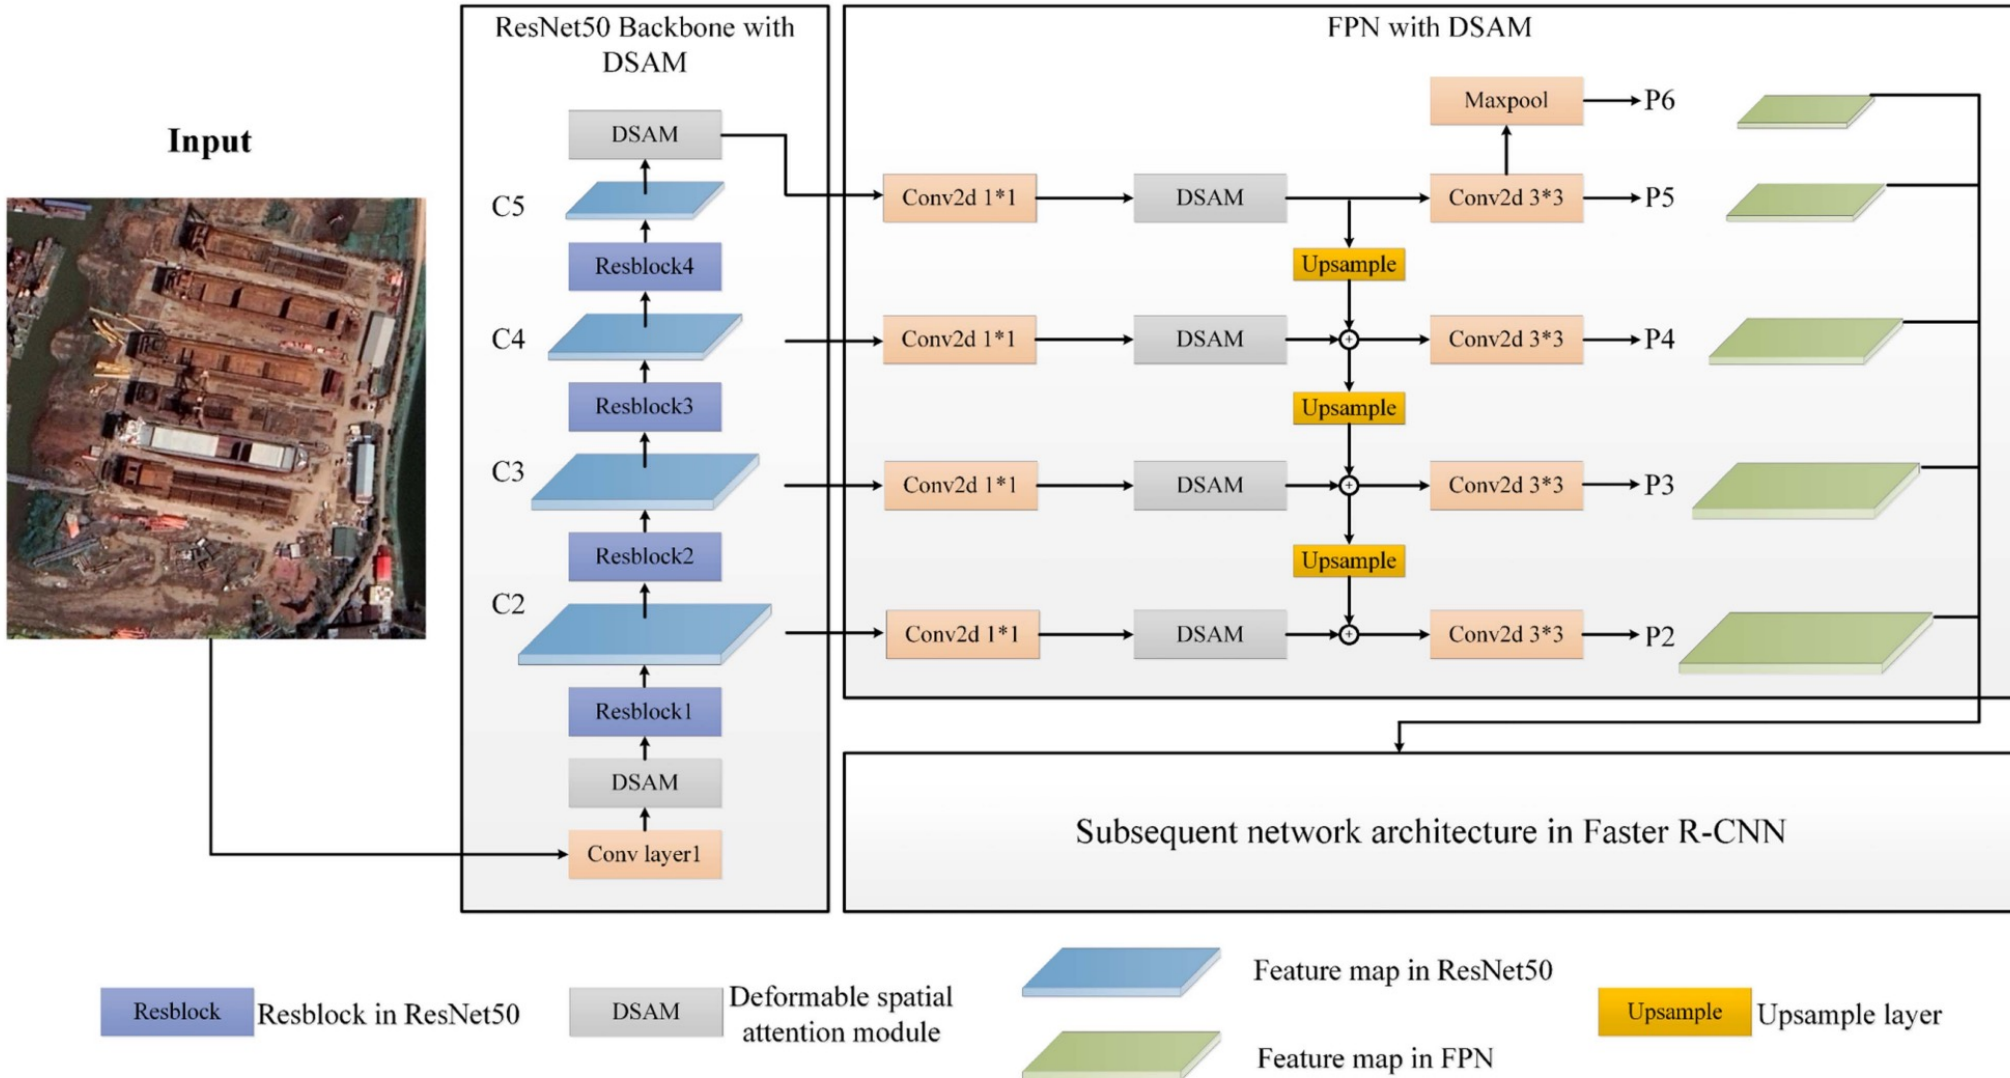 Input
ResNet50 Backbone with
DSAM
DSAM
C5
Resblock4
C4
Resblock3
C3
Resblock2
C2
Resblock1
DSAM
Conv layer1
FPN with DSAM
Maxpool
P6
Conv2d 1*1
DSAM
Conv2d 3*3
P5
Upsample
Conv2d 1*1
DSAM
+
Conv2d 3*3
P4
Upsample
Conv2d 1*1
DSAM
+
Conv2d 3*3
P3
Upsample
Conv2d 1*1
DSAM
+
Conv2d 3*3
P2
Subsequent network architecture in Faster R-CNN
Resblock
Resblock in ResNet50
DSAM
Deformable spatial
attention module
Feature map in ResNet50
Feature map in FPN
Upsample
Upsample layer